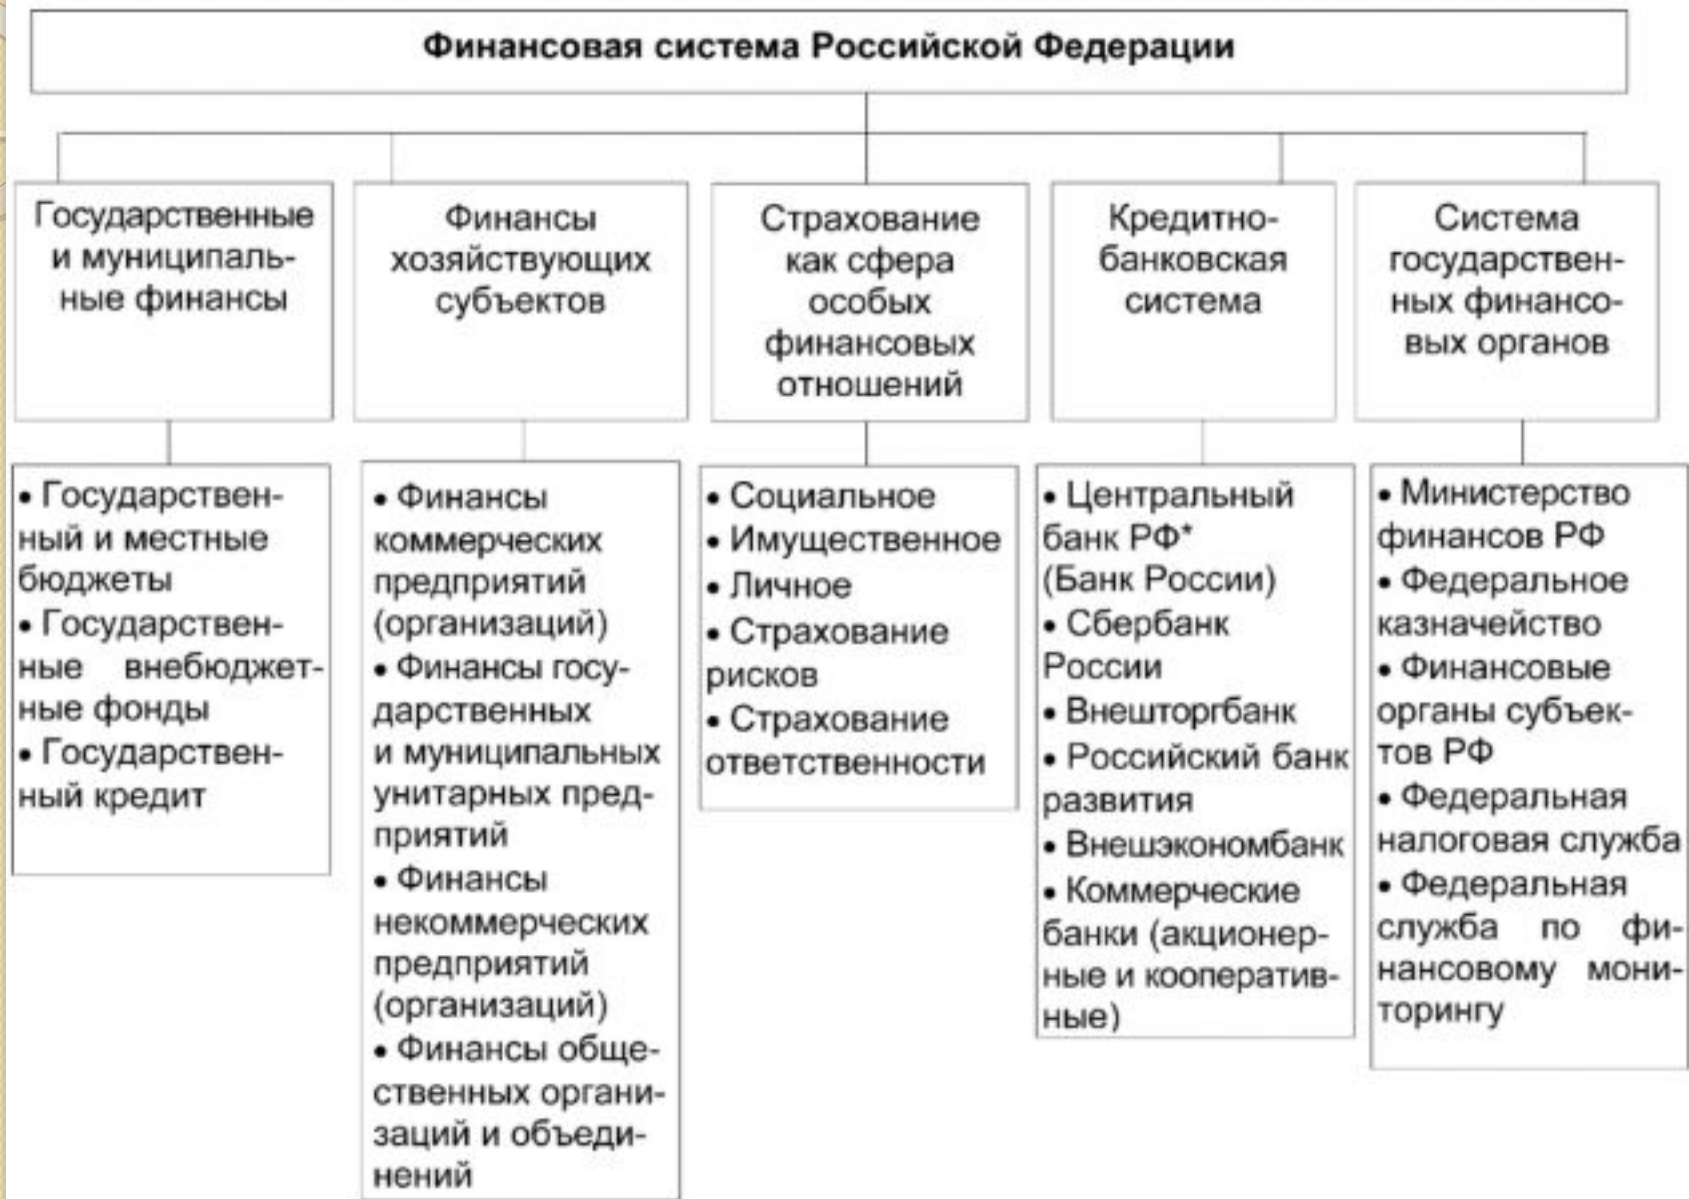 Финансовая система Российской Федерации
Государственные
и муниципаль-
ные финансы
Финансы
хозяйствующих
субъектов
Страхование
как сфера
особых
финансовых
отношений
Кредитно-
банковская
система
Система
государствен-
ных финансо-
вых органов
• Государствен-
ный и местные
бюджеты
• Государствен-
ные внебюджет-
ные фонды
• Государствен-
ный кредит
• Финансы
коммерческих
предприятий
(организаций)
• Финансы госу-
дарственных
и муниципальных
унитарных пред-
приятий
• Финансы
некоммерческих
предприятий
(организаций)
• Финансы обще-
ственных органи-
заций и объеди-
нений
• Социальное
• Имущественное
• Личное
• Страхование
рисков
• Страхование
ответственности
• Центральный
банк РФ*
(Банк России)
• Сбербанк
России
• Внешторгбанк
• Российский банк
развития
• Внешэкономбанк
• Коммерческие
банки (акционер-
ные и кооператив-
ные)
• Министерство
финансов РФ
• Федеральное
казначейство
• Финансовые
органы субъек-
тов РФ
• Федеральная
налоговая служба
• Федеральная
служба по фи-
нансовому мони-
торингу